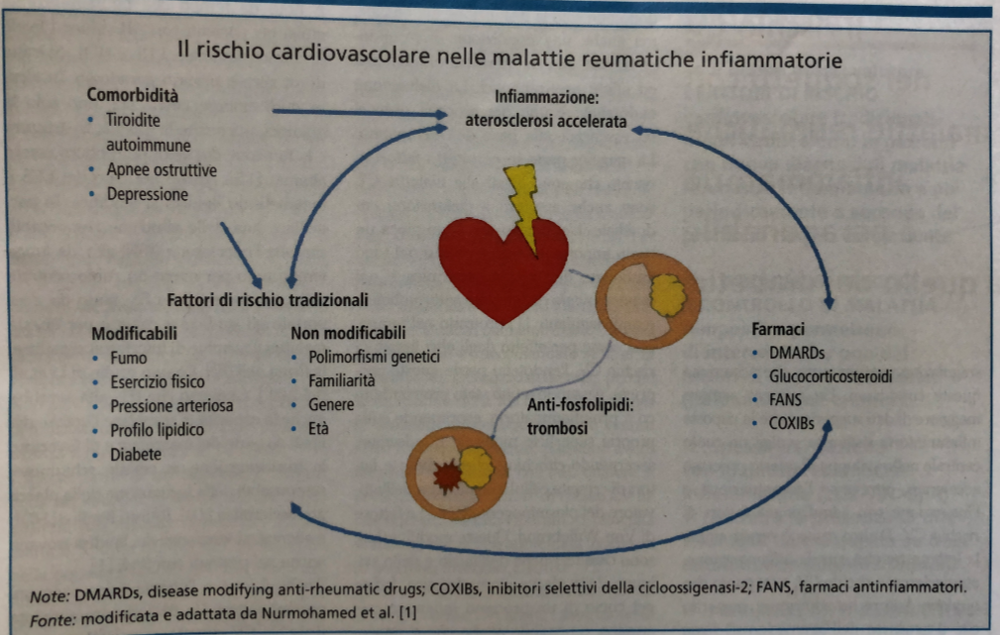 Il rischio cardiovascolare nelle malattie reumatiche infiammatorie
Comorbidità
• Tiroidite
autoimmune
• Apnee ostruttive
• Depressione
Infiammazione:
aterosclerosi accelerata
Fattori di rischio tradizionali
Modificabili
• Fumo
• Esercizio fisico
• Pressione arteriosa
• Profilo lipidico
• Diabete
Non modificabili
• Polimorfismi genetici
• Familiarità
• Genere
• Età
Anti-fosfolipidi:
trombosi
Farmaci
• DMARDs
• Glucocorticosteroidi
• FANS
• COXIBs
Note: DMARDs, disease modifying anti-rheumatic drugs; COXIBs, inibitori selettivi della cicloossigenasi-2; FANS, farmaci antinfiammatori.
Fonte: modificata e adattata da Nurmohamed et al. [1]